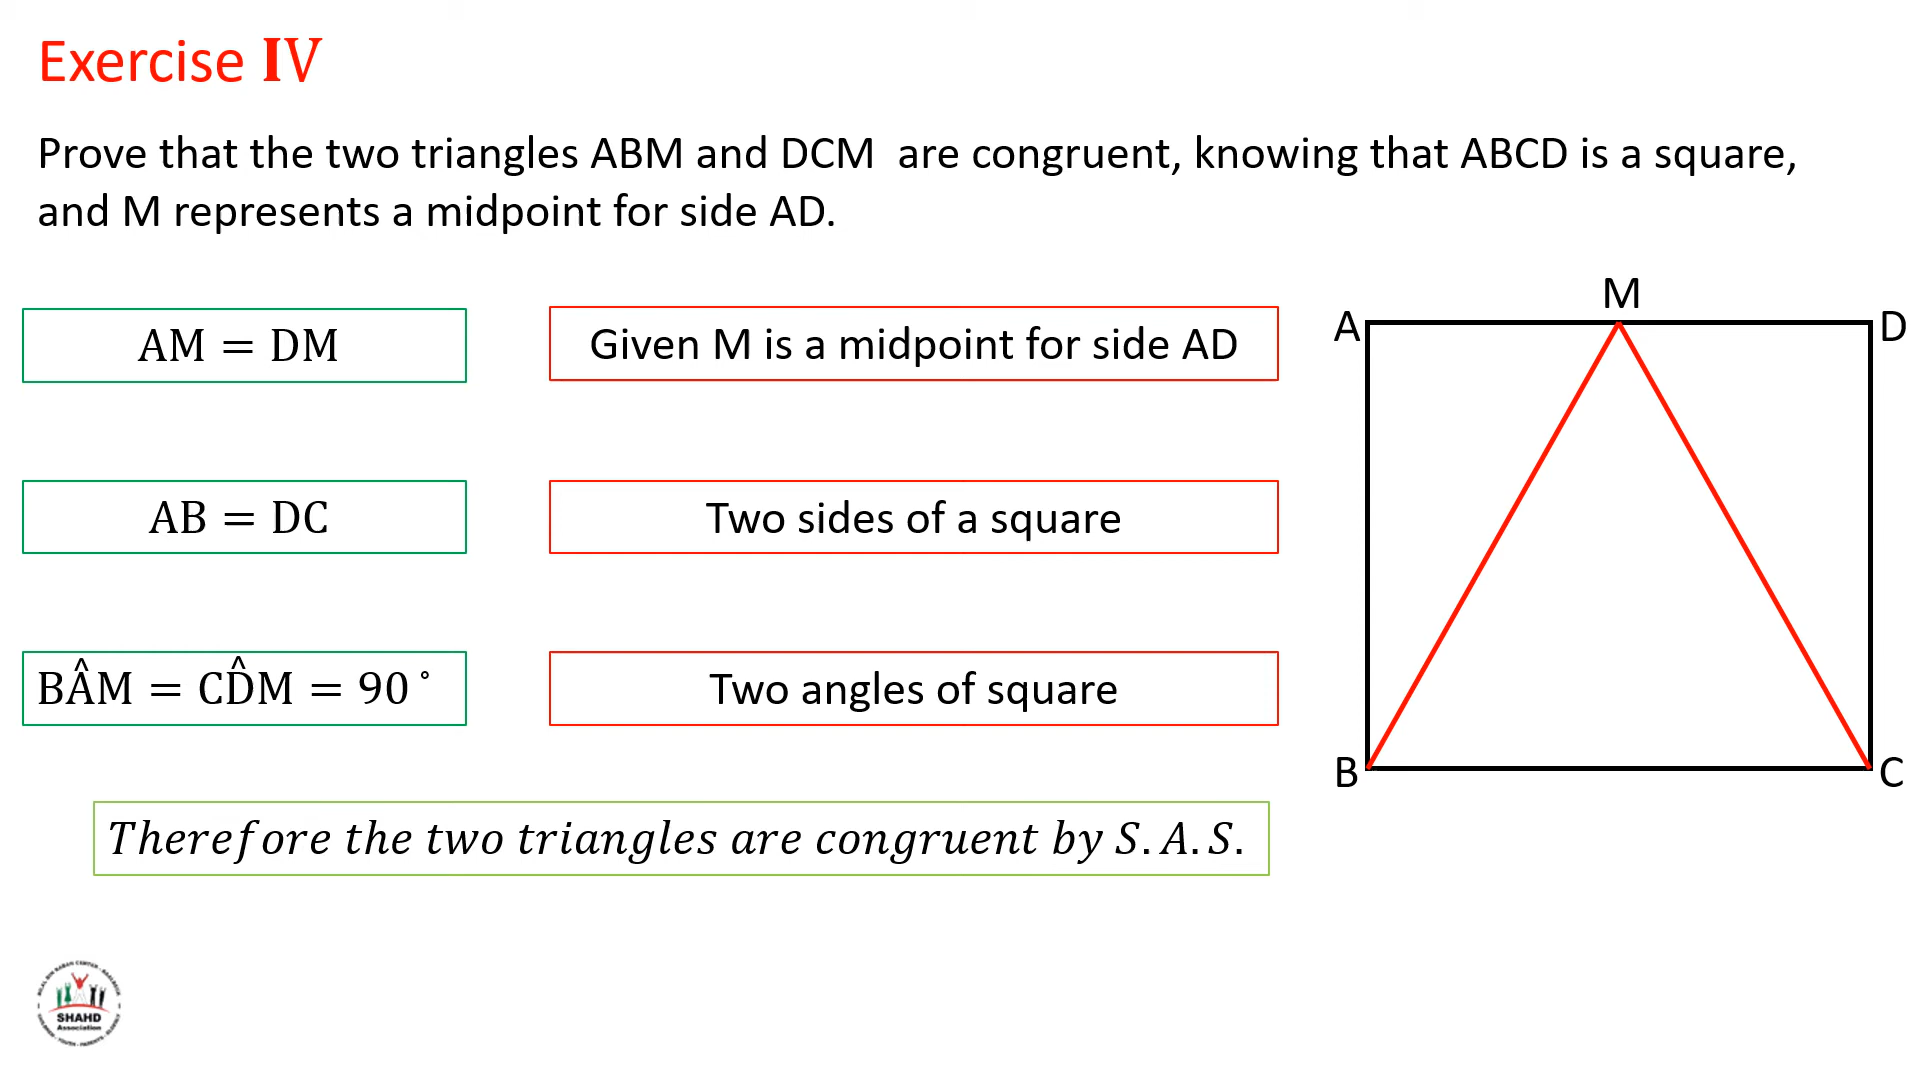 Exercise IV
Prove that the two triangles ABM and DCM are congruent, knowing that ABCD is a square,
and M represents a midpoint for side AD.
AM = DM
Given M is a midpoint for side AD
AB = DC
Two sides of a square
BÂM = CD̂M = 90°
Two angles of square
Therefore the two triangles are congruent by S.A.S.
M
A
D
B
C
SHAHD
Association